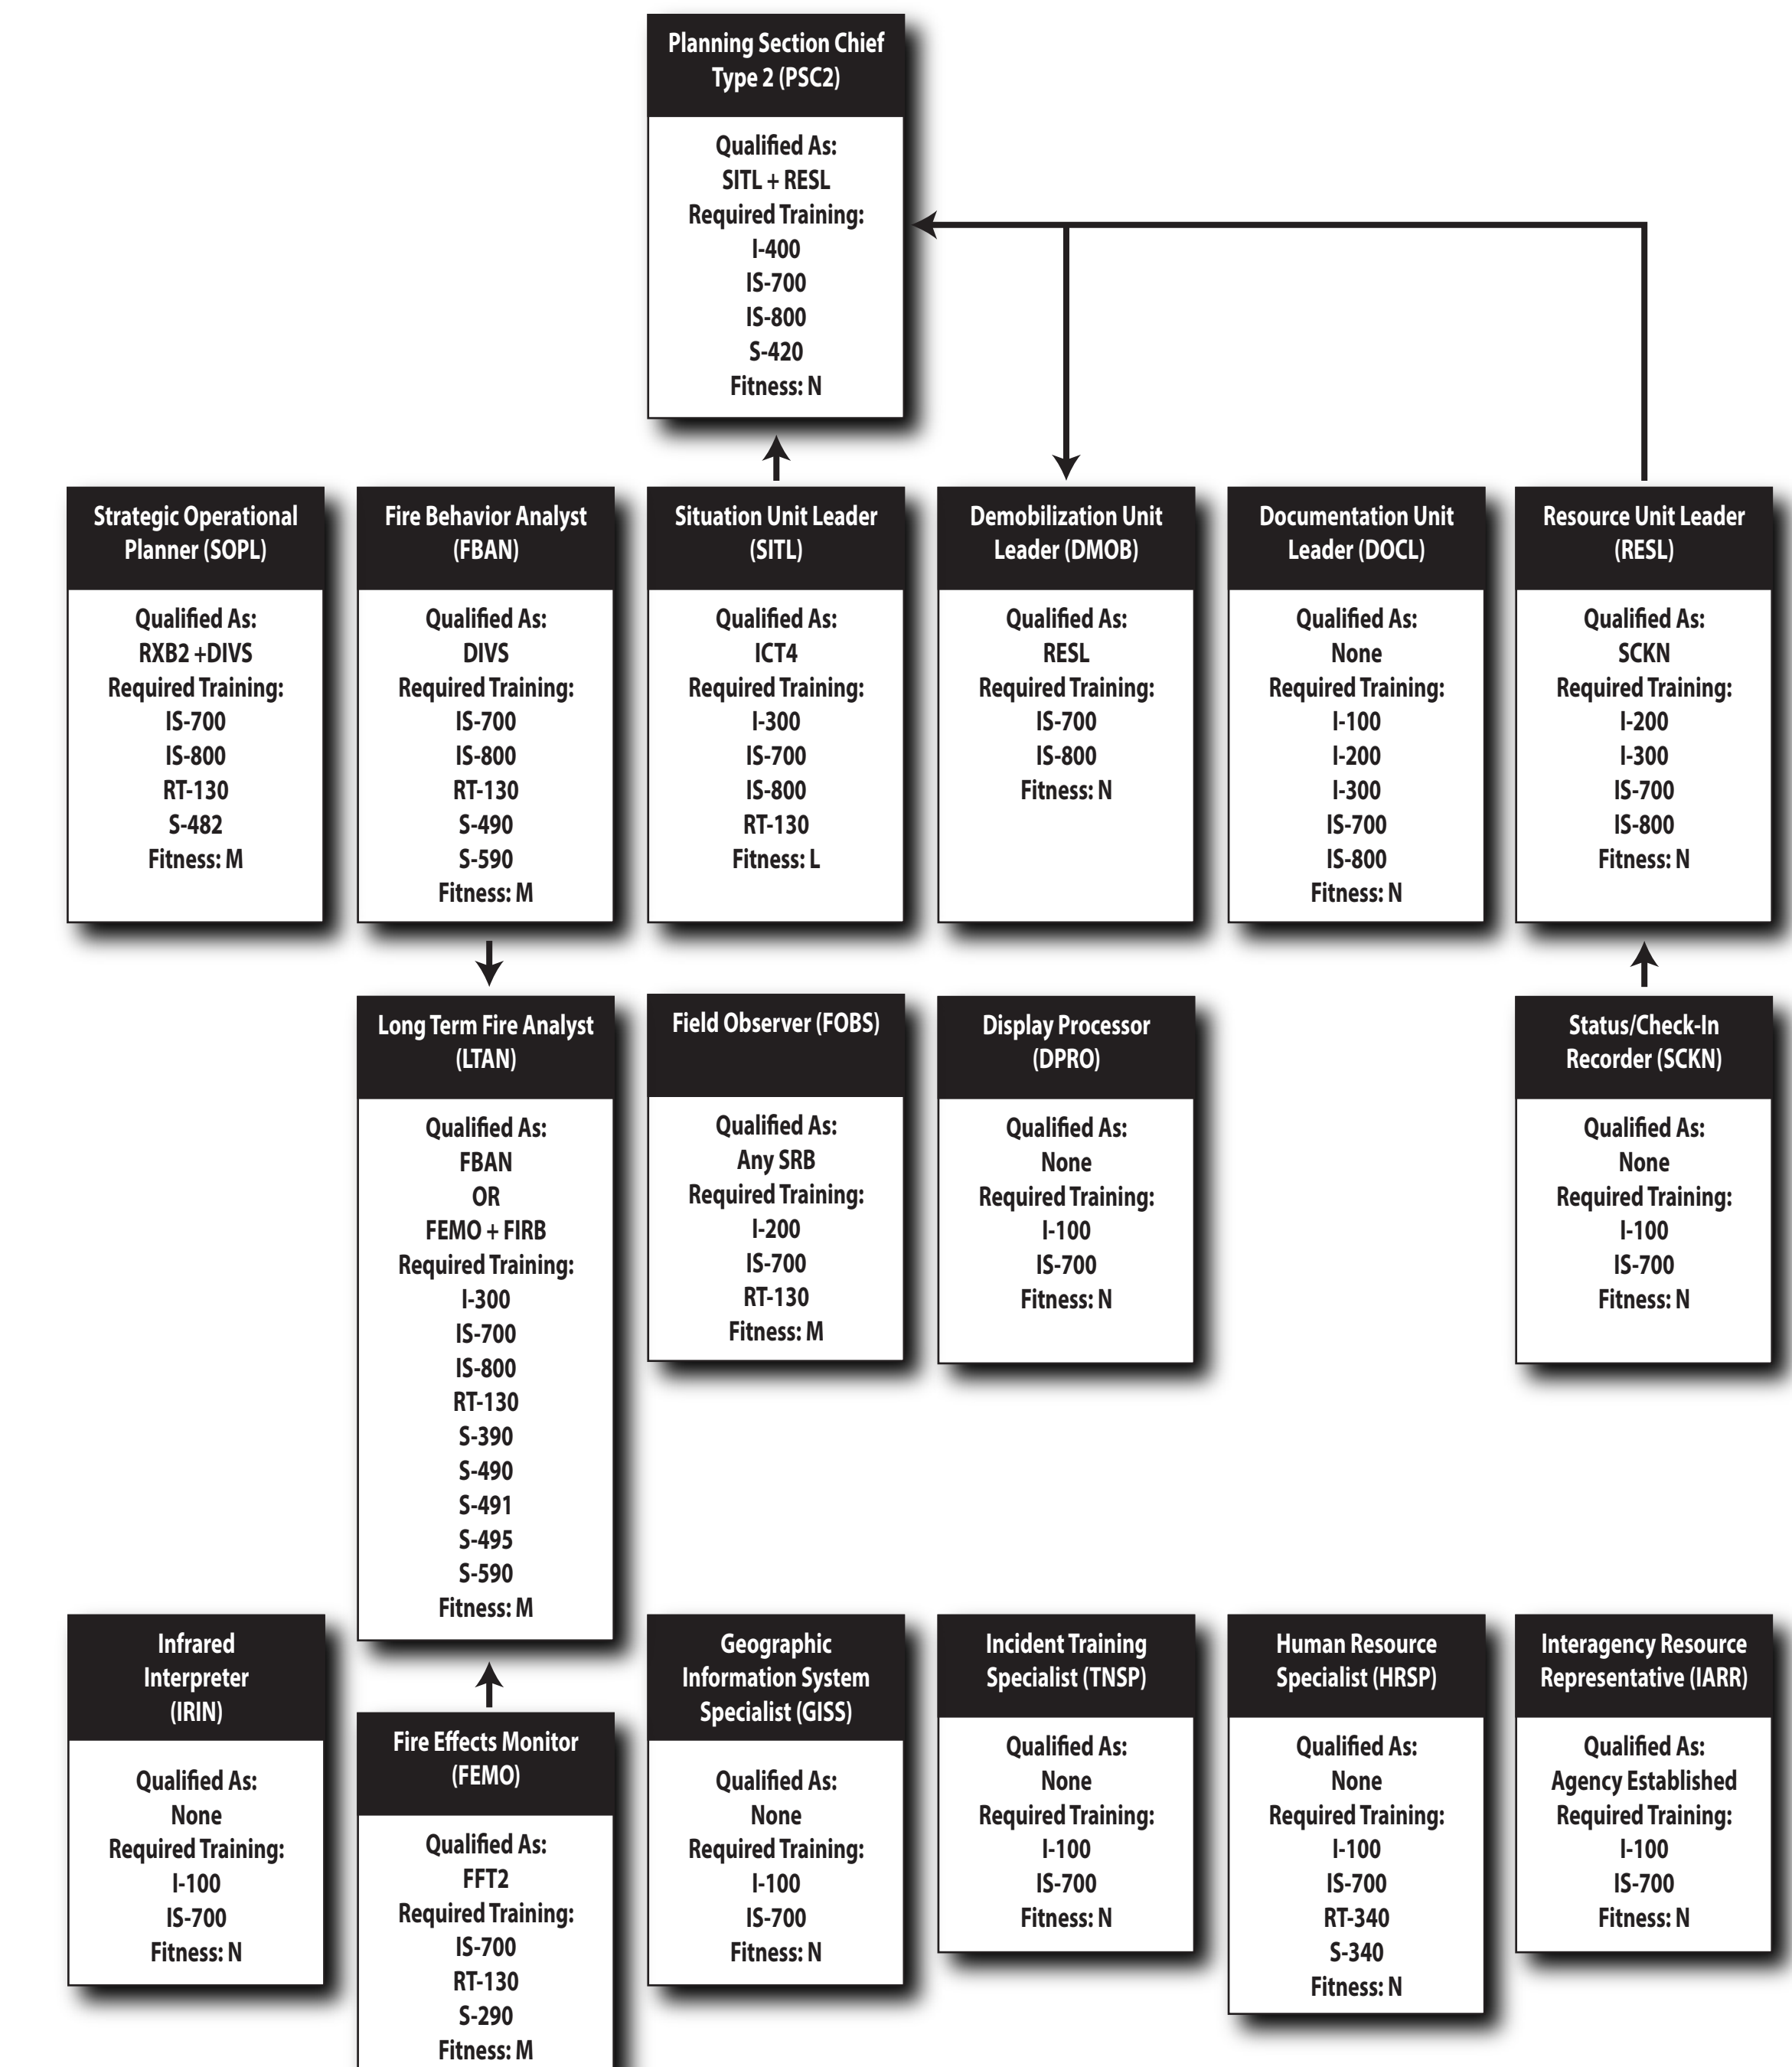 Planning Section Chief
Type 2 (PSC2)
Qualified As:
SITL + RESL
Required Training:
I-400
IS-700
IS-800
S-420
Fitness: N
Strategic Operational
Planner (SOPL)
Qualified As:
RXB2 +DIVS
Required Training:
IS-700
IS-800
RT-130
S-482
Fitness: M
Fire Behavior Analyst
(FBAN)
Qualified As:
DIVS
Required Training:
IS-700
IS-800
RT-130
S-490
S-590
Fitness: M
Situation Unit Leader
(SITL)
Qualified As:
ICT4
Required Training:
I-300
IS-700
IS-800
RT-130
Fitness: L
Demobilization Unit
Leader (DMOB)
Qualified As:
RESL
Required Training:
IS-700
IS-800
Fitness: N
Documentation Unit
Leader (DOCL)
Qualified As:
None
Required Training:
I-100
I-200
I-300
IS-700
IS-800
Fitness: N
Resource Unit Leader
(RESL)
Qualified As:
SCKN
Required Training:
I-200
I-300
IS-700
IS-800
Fitness: N
Long Term Fire Analyst
(LTAN)
Qualified As:
FBAN
OR
FEMO + FIRB
Required Training:
I-300
IS-700
IS-800
RT-130
S-390
S-490
S-491
S-495
S-590
Fitness: M
Field Observer (FOBS)
Qualified As:
Any SRB
Required Training:
I-200
IS-700
RT-130
Fitness: M
Display Processor
(DPRO)
Qualified As:
None
Required Training:
I-100
IS-700
Fitness: N
Status/Check-In
Recorder (SCKN)
Qualified As:
None
Required Training:
I-100
IS-700
Fitness: N
Infrared
Interpreter
(IRIN)
Qualified As:
None
Required Training:
I-100
IS-700
Fitness: N
Fire Effects Monitor
(FEMO)
Qualified As:
FFT2
Required Training:
IS-700
RT-130
S-290
Fitness: M
Geographic
Information System
Specialist (GISS)
Qualified As:
None
Required Training:
I-100
IS-700
Fitness: N
Incident Training
Specialist (TNSP)
Qualified As:
None
Required Training:
I-100
IS-700
Fitness: N
Human Resource
Specialist (HRSP)
Qualified As:
None
Required Training:
I-100
IS-700
RT-340
S-340
Fitness: N
Interagency Resource
Representative (IARR)
Qualified As:
Agency Established
Required Training:
I-100
IS-700
Fitness: N